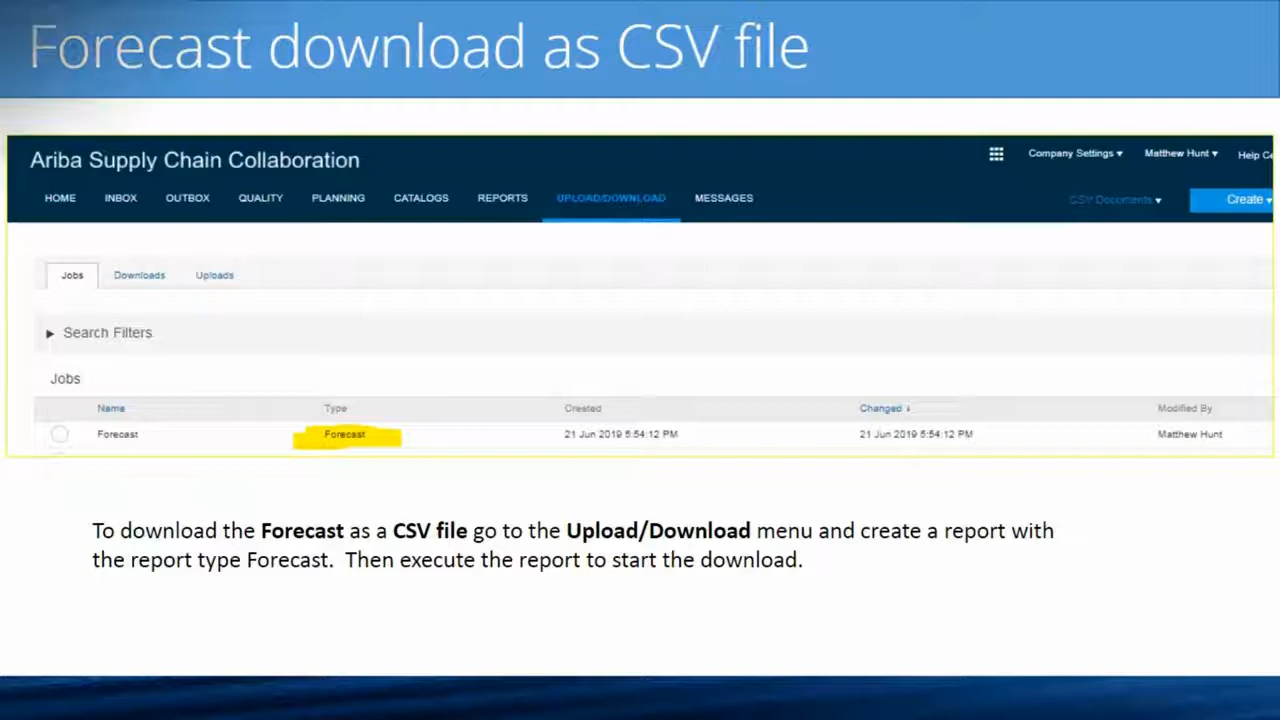 Forecast download as CSV file
Ariba Supply Chain Collaboration
Company Settings ▾ Matthew Hunt ▾ Help Ce
HOME INBOX OUTBOX QUALITY PLANNING CATALOGS REPORTS UPLOAD/DOWNLOAD MESSAGES CSV Documents ▾ Create ▾
Jobs Downloads Uploads
▶ Search Filters
Jobs
Name Type Created Changed ↓ Modified By
Forecast Forecast 21 Jun 2019 5:54:12 PM 21 Jun 2019 5:54:12 PM Matthew Hunt
To download the Forecast as a CSV file go to the Upload/Download menu and create a report with
the report type Forecast. Then execute the report to start the download.